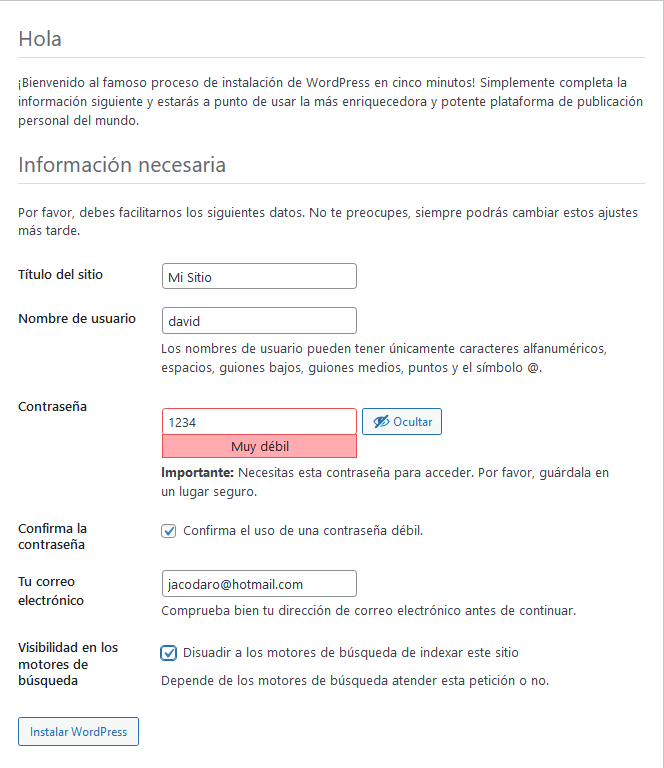 Hola
¡Bienvenido al famoso proceso de instalación de WordPress en cinco minutos! Simplemente completa la
información siguiente y estarás a punto de usar la más enriquecedora y potente plataforma de publicación
personal del mundo.
Información necesaria
Por favor, debes facilitarnos los siguientes datos. No te preocupes, siempre podrás cambiar estos ajustes
más tarde.
Título del sitio
Mi Sitio
Nombre de usuario
david
Los nombres de usuario pueden tener únicamente caracteres alfanuméricos,
espacios, guiones bajos, guiones medios, puntos y el símbolo @.
Contraseña
1234
Ocultar
Muy débil
Importante: Necesitas esta contraseña para acceder. Por favor, guárdala en
un lugar seguro.
Confirma la
contraseña
Confirma el uso de una contraseña débil.
Tu correo
electrónico
jacodaro@hotmail.com
Comprueba bien tu dirección de correo electrónico antes de continuar.
Visibilidad en los
motores de
búsqueda
Disuadir a los motores de búsqueda de indexar este sitio
Depende de los motores de búsqueda atender esta petición o no.
Instalar WordPress